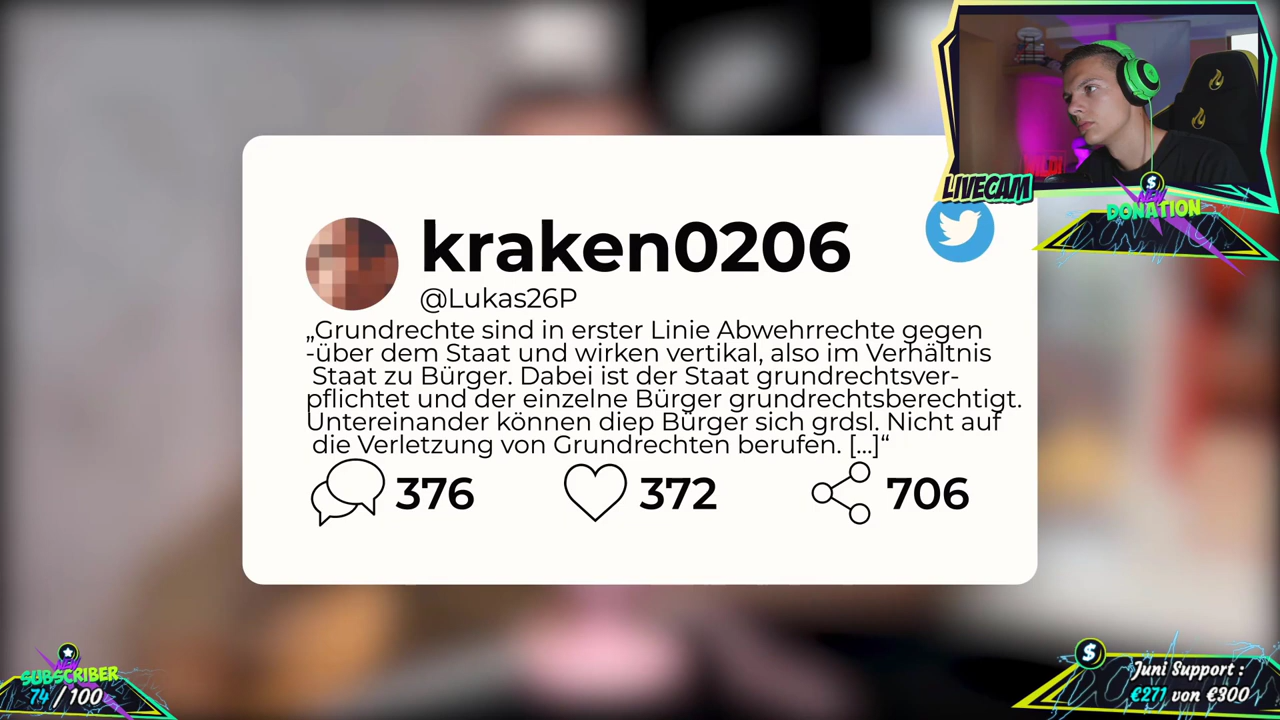 LIVECAM
NEW
DONATION
kraken0206
@Lukas26P
„Grundrechte sind in erster Linie Abwehrrechte gegen
-über dem Staat und wirken vertikal, also im Verhältnis
Staat zu Bürger. Dabei ist der Staat grundrechtsver-
pflichtet und der einzelne Bürger grundrechtsberechtigt.
Untereinander können diep Bürger sich grdsl. Nicht auf
die Verletzung von Grundrechten berufen. [...]“
376 372 706
NEW
SUBSCRIBER
74 / 100
Juni Support :
€271 von €300